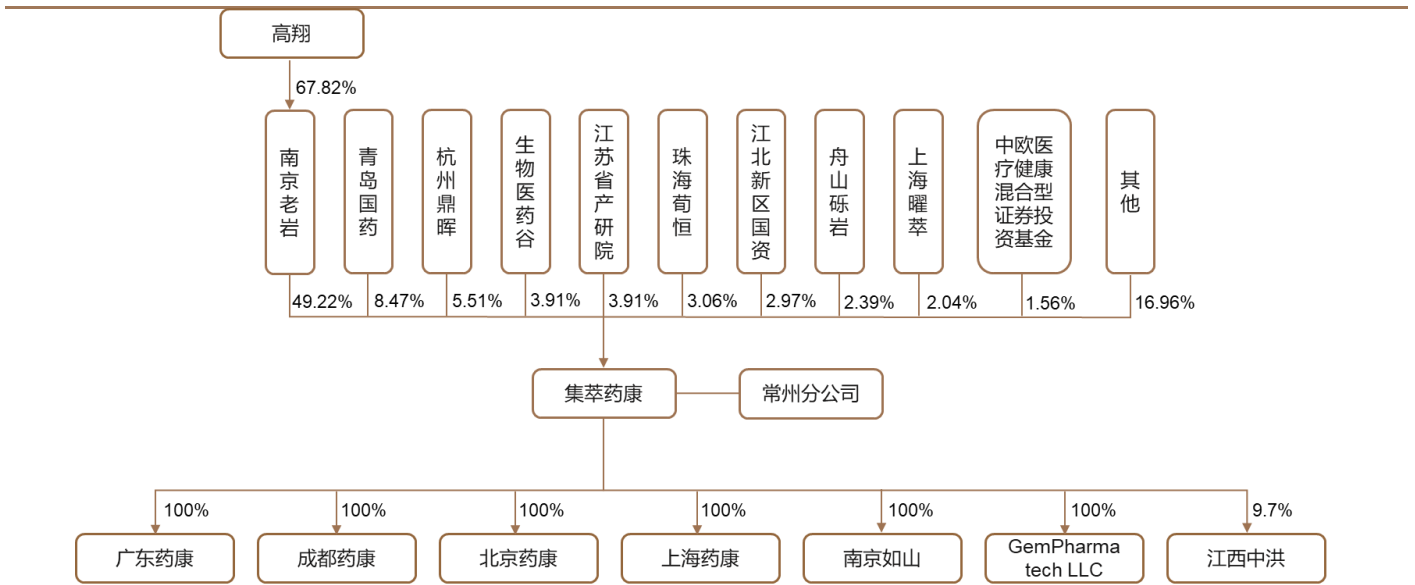 高翔
67.82%
南京老岩
青岛国药
杭州鼎晖
生物医药谷
江苏省产研院
珠海荀恒
江北新区国资
舟山砾岩
上海曜萃
中欧医
疗健康
混合型
证券投
资基金
其他
49.22%
8.47%
5.51%
3.91%
3.91%
3.06%
2.97%
2.39%
2.04%
1.56%
16.96%
集萃药康
常州分公司
100%
100%
100%
100%
100%
100%
9.7%
广东药康
成都药康
北京药康
上海药康
南京如山
GemPharma
tech LLC
江西中洪